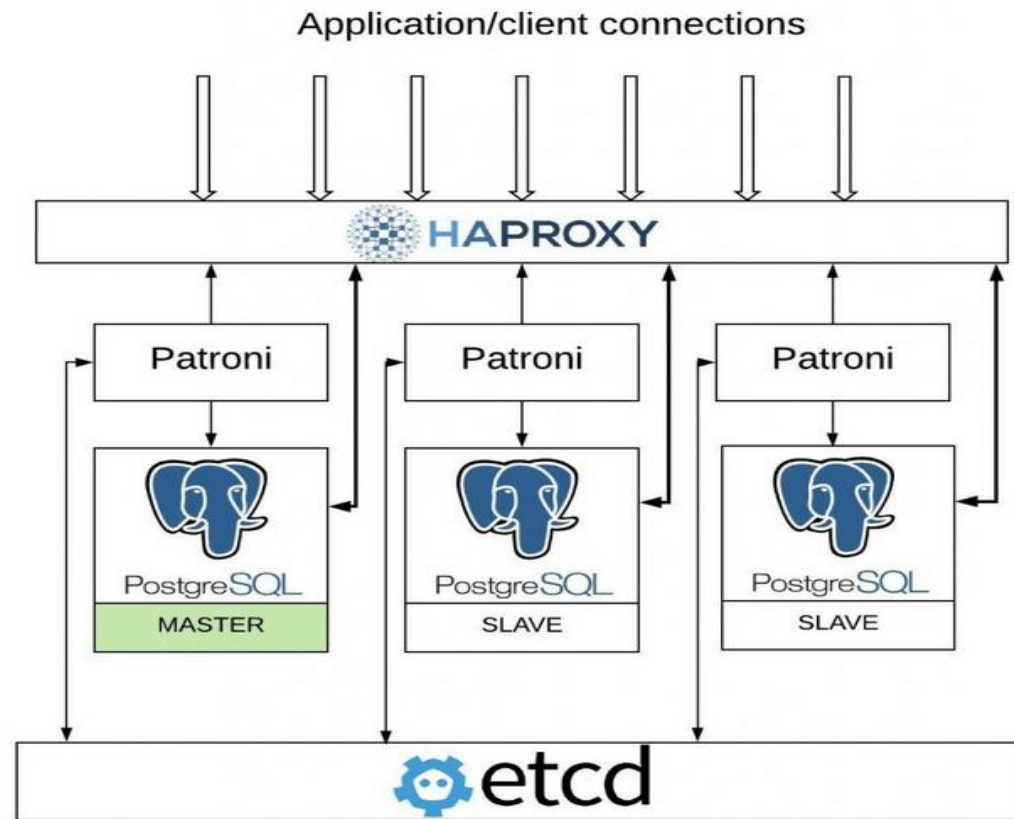 Application/client connections
HAPROXY
Patroni
Patroni
Patroni
PostgreSQL
PostgreSQL
PostgreSQL
MASTER
SLAVE
SLAVE
etcd